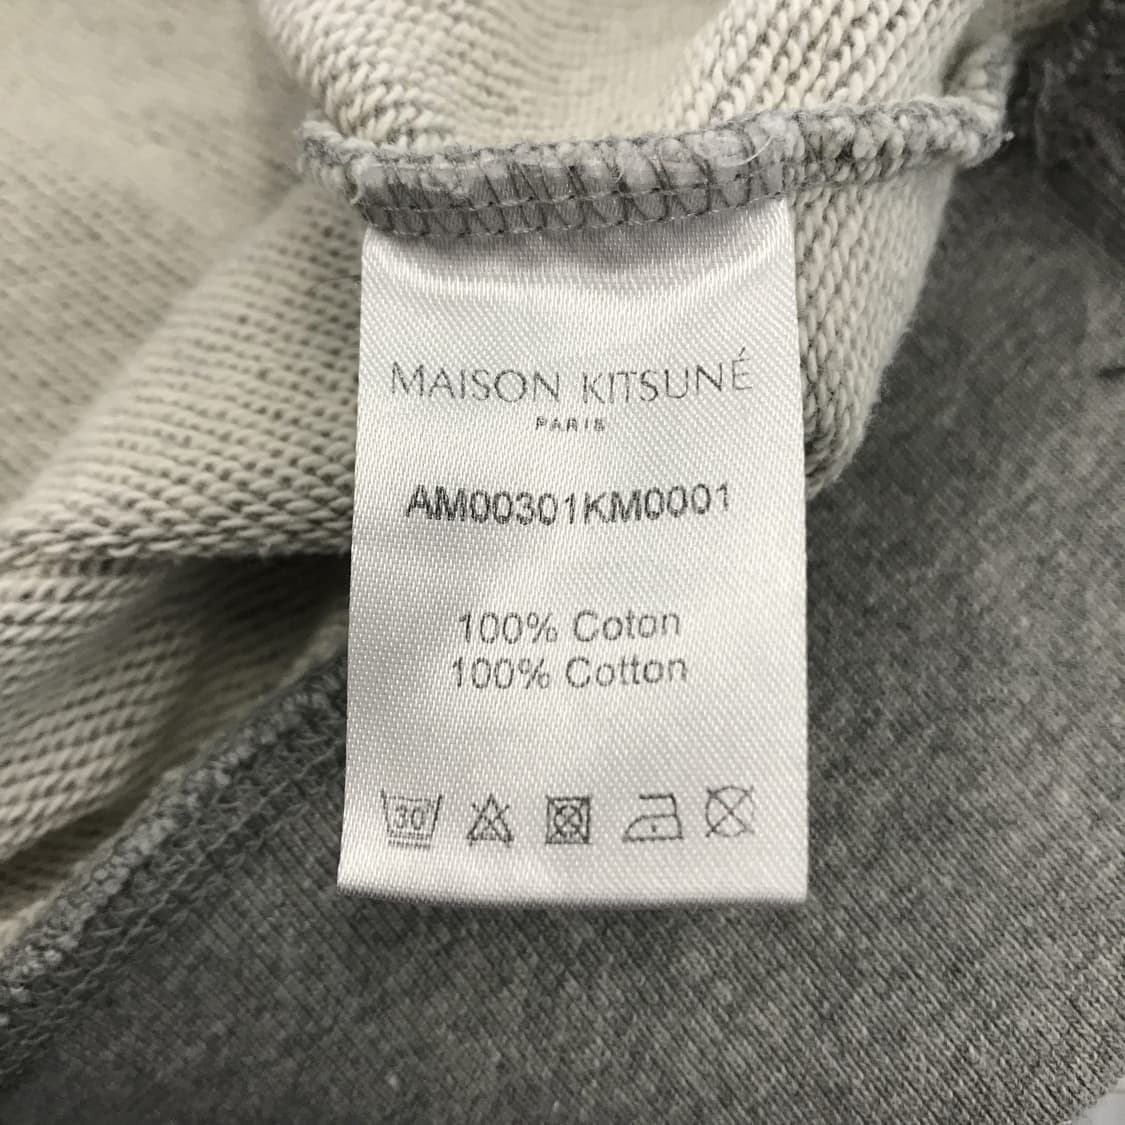 MAISON KITSUNÉ
PARIS
AM00301KM0001
100% Coton
100% Cotton
30